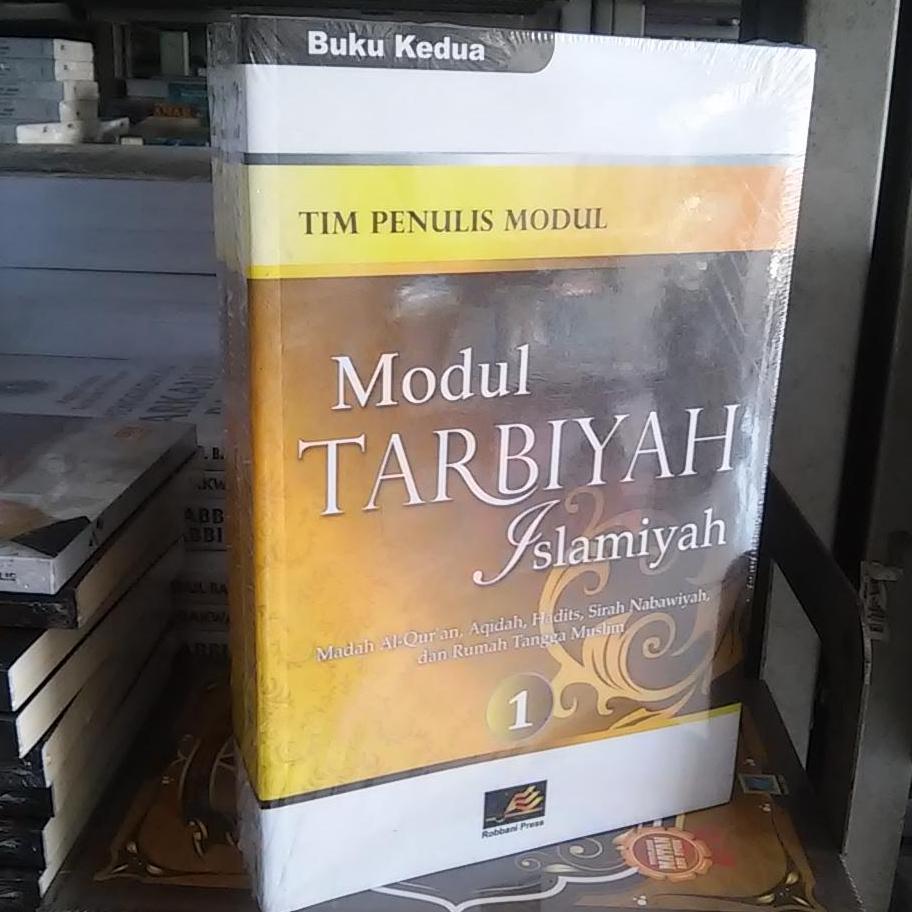 Buku Kedua
TIM PENULIS MODUL
Modul
TARBIYAH
Islamiyah
Madah Al-Qur'an, Aqidah, Hadits, Sirah Nabawiyah,
dan Rumah Tangga Muslim
1
Robbani Press